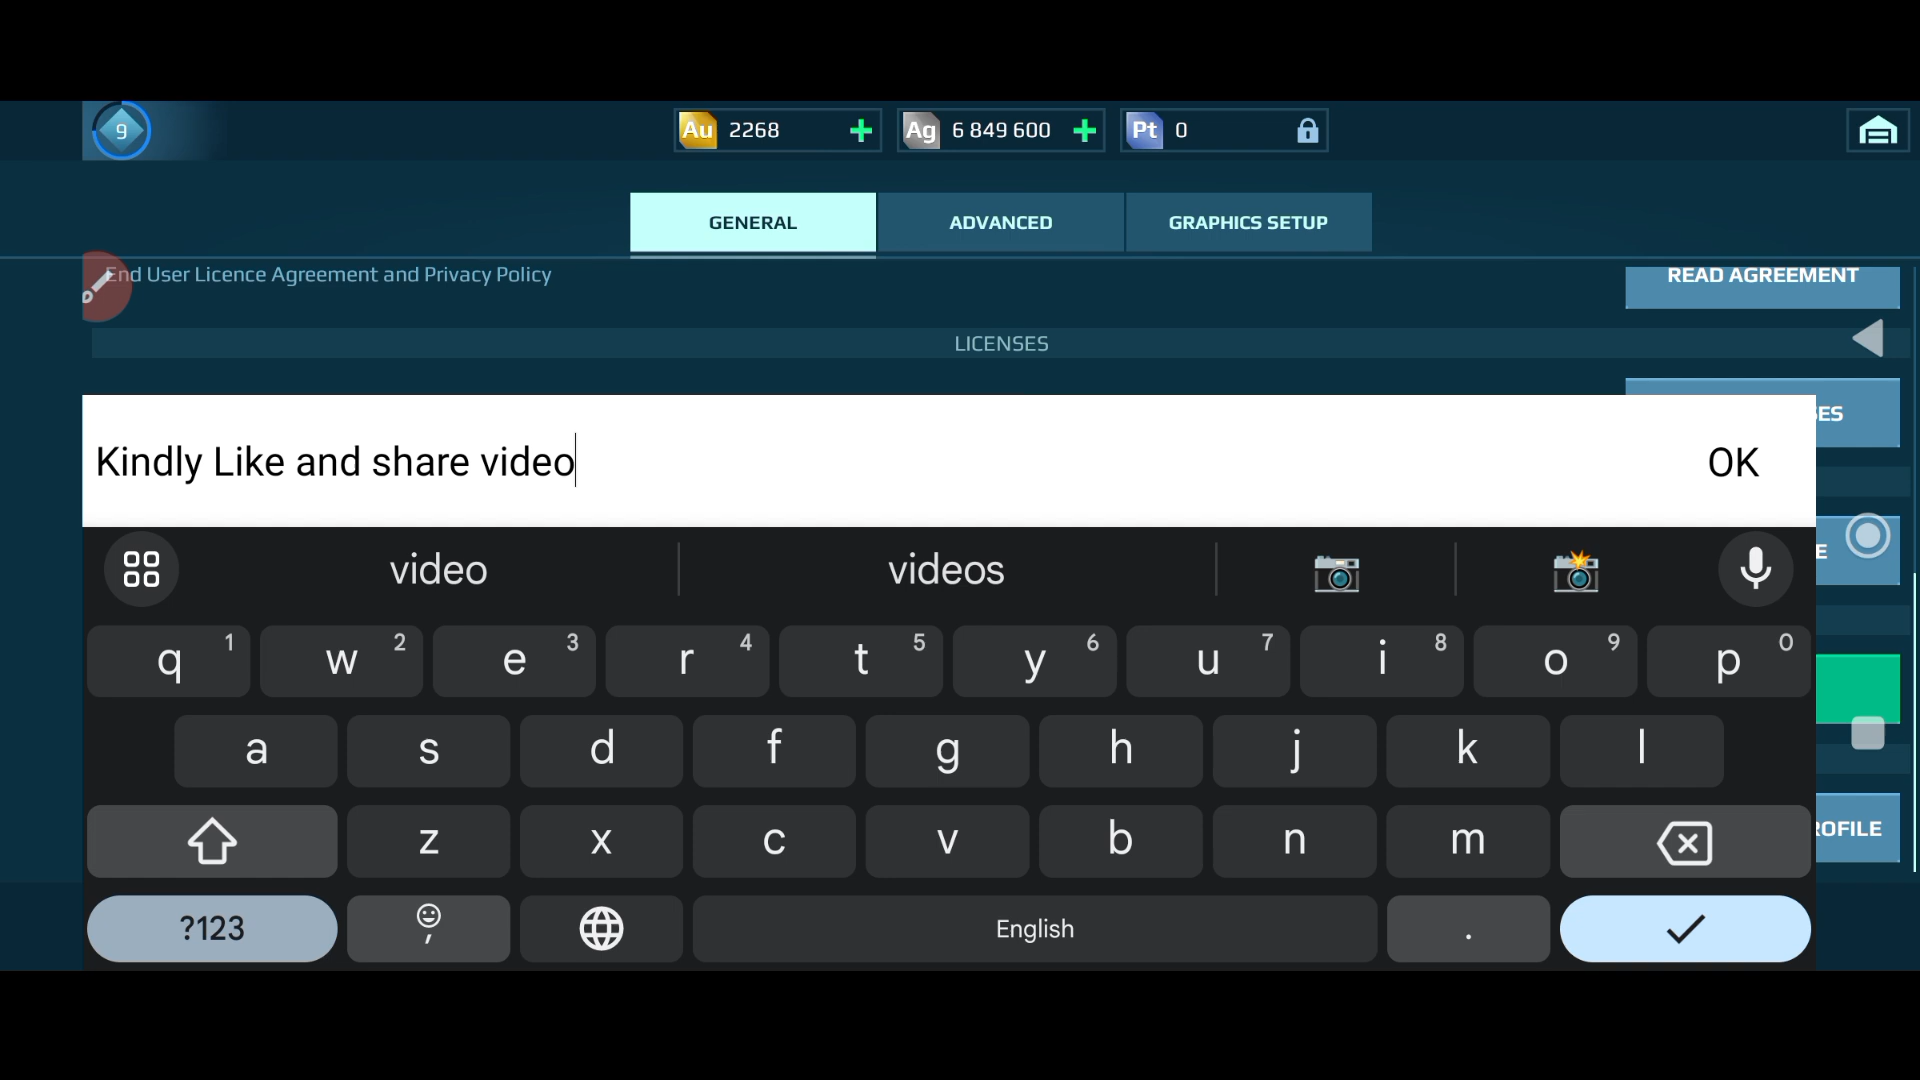 9
Au 2268 +
Ag 6 849 600 +
Pt 0
GENERAL
ADVANCED
GRAPHICS SETUP
End User Licence Agreement and Privacy Policy
READ AGREEMENT
LICENSES
Kindly Like and share video
OK
video
videos
q 1 w 2 e 3 r 4 t 5 y 6 u 7 i 8 o 9 p 0
a s d f g h j k l
z x c v b n m
?123 , English .